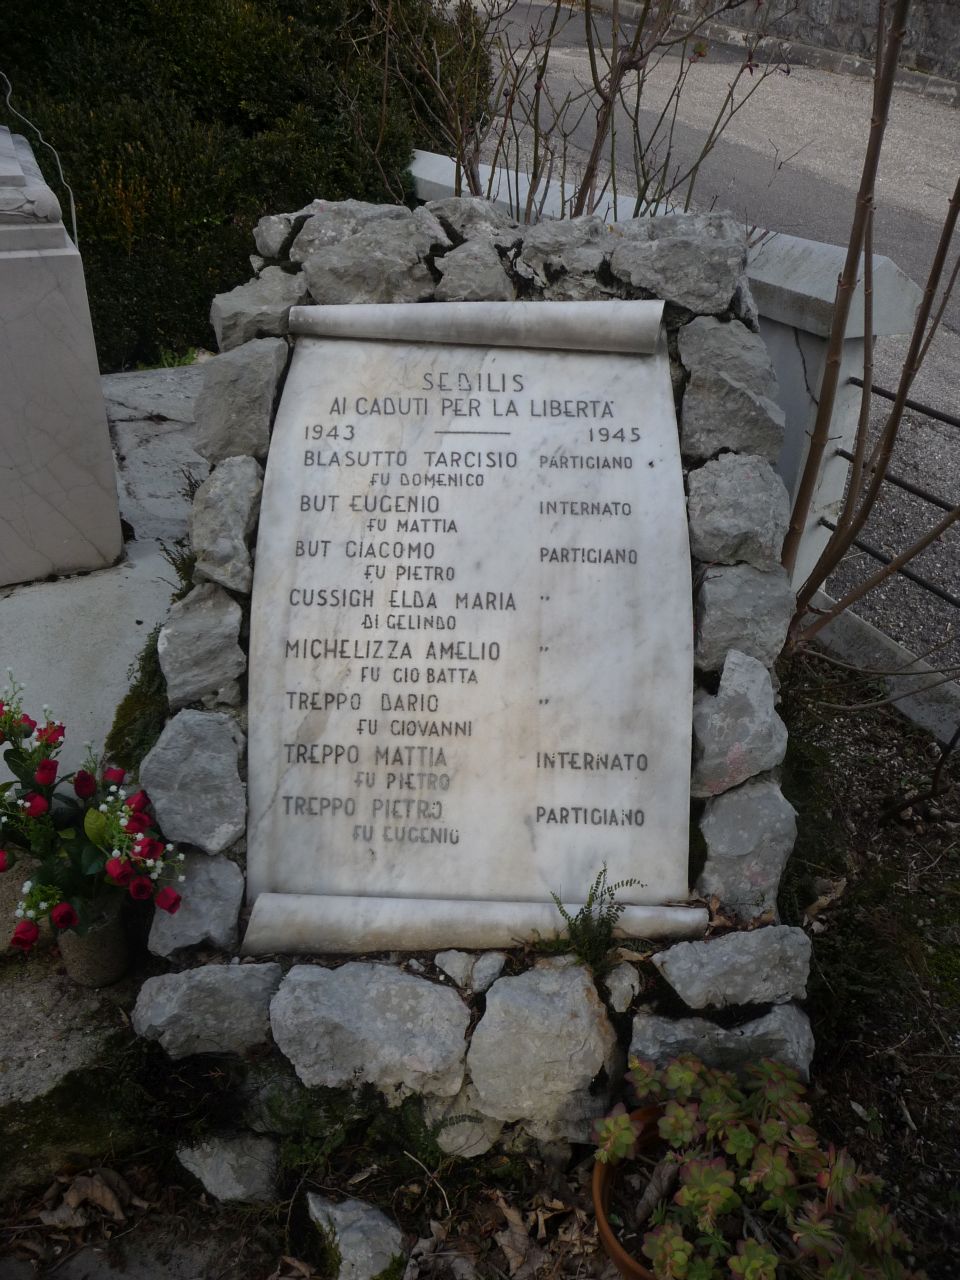 SEDILIS
AI CADUTI PER LA LIBERTA'
1943 1945
BLASUTTO TARCISIO PARTIGIANO
FU DOMENICO
BUT EUGENIO INTERNATO
FU MATTIA
BUT GIACOMO PARTIGIANO
FU PIETRO
CUSSIGH ELDA MARIA "
DI GELINDO
MICHELIZZA AMELIO "
FU GIO BATTA
TREPPO DARIO "
FU GIOVANNI
TREPPO MATTIA INTERNATO
FU PIETRO
TREPPO PIETRO PARTIGIANO
FU EUGENIO